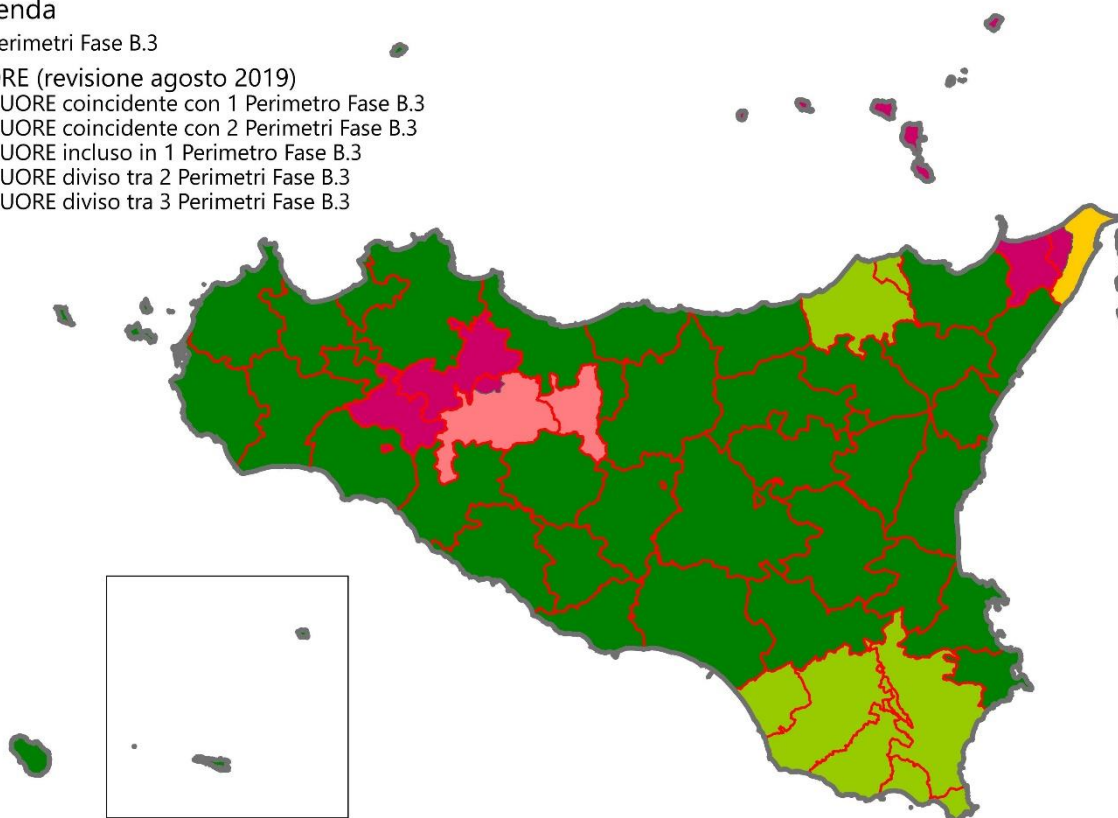 enda
erimetri Fase B.3
RE (revisione agosto 2019)
UORE coincidente con 1 Perimetro Fase B.3
UORE coincidente con 2 Perimetri Fase B.3
UORE incluso in 1 Perimetro Fase B.3
UORE diviso tra 2 Perimetri Fase B.3
UORE diviso tra 3 Perimetri Fase B.3